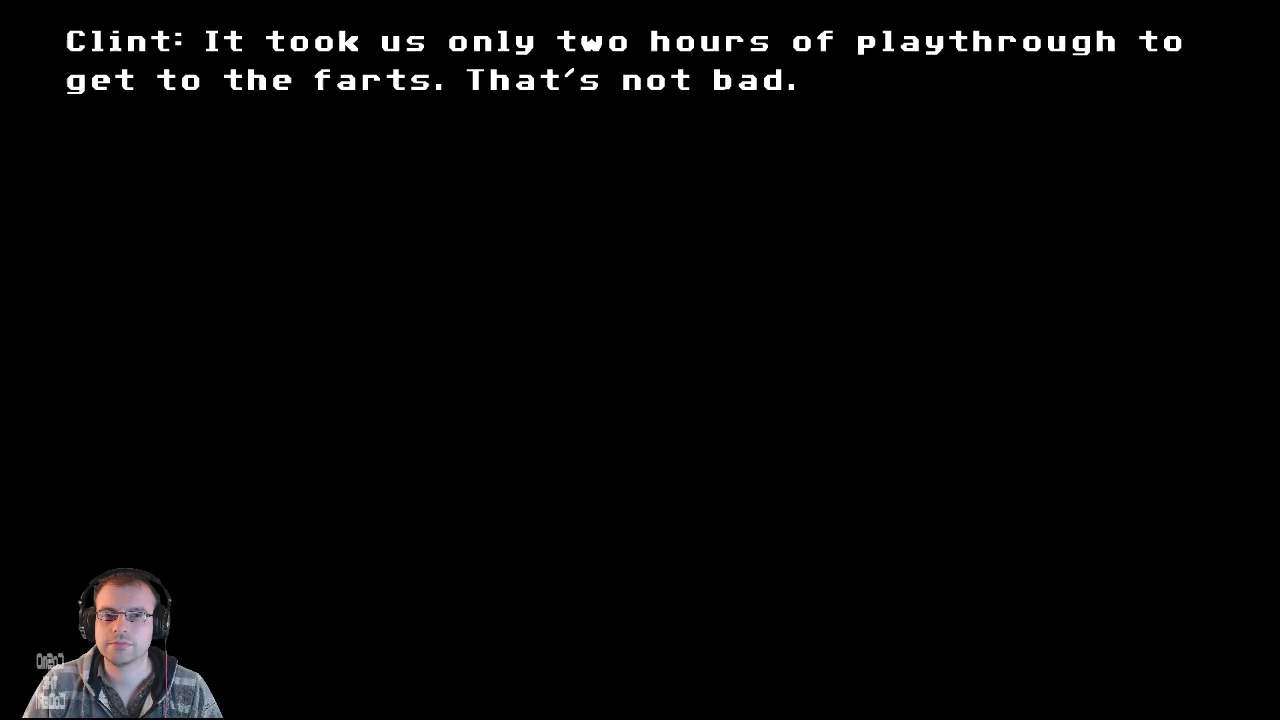 Clint: It took us only two hours of playthrough to
get to the farts. That's not bad.